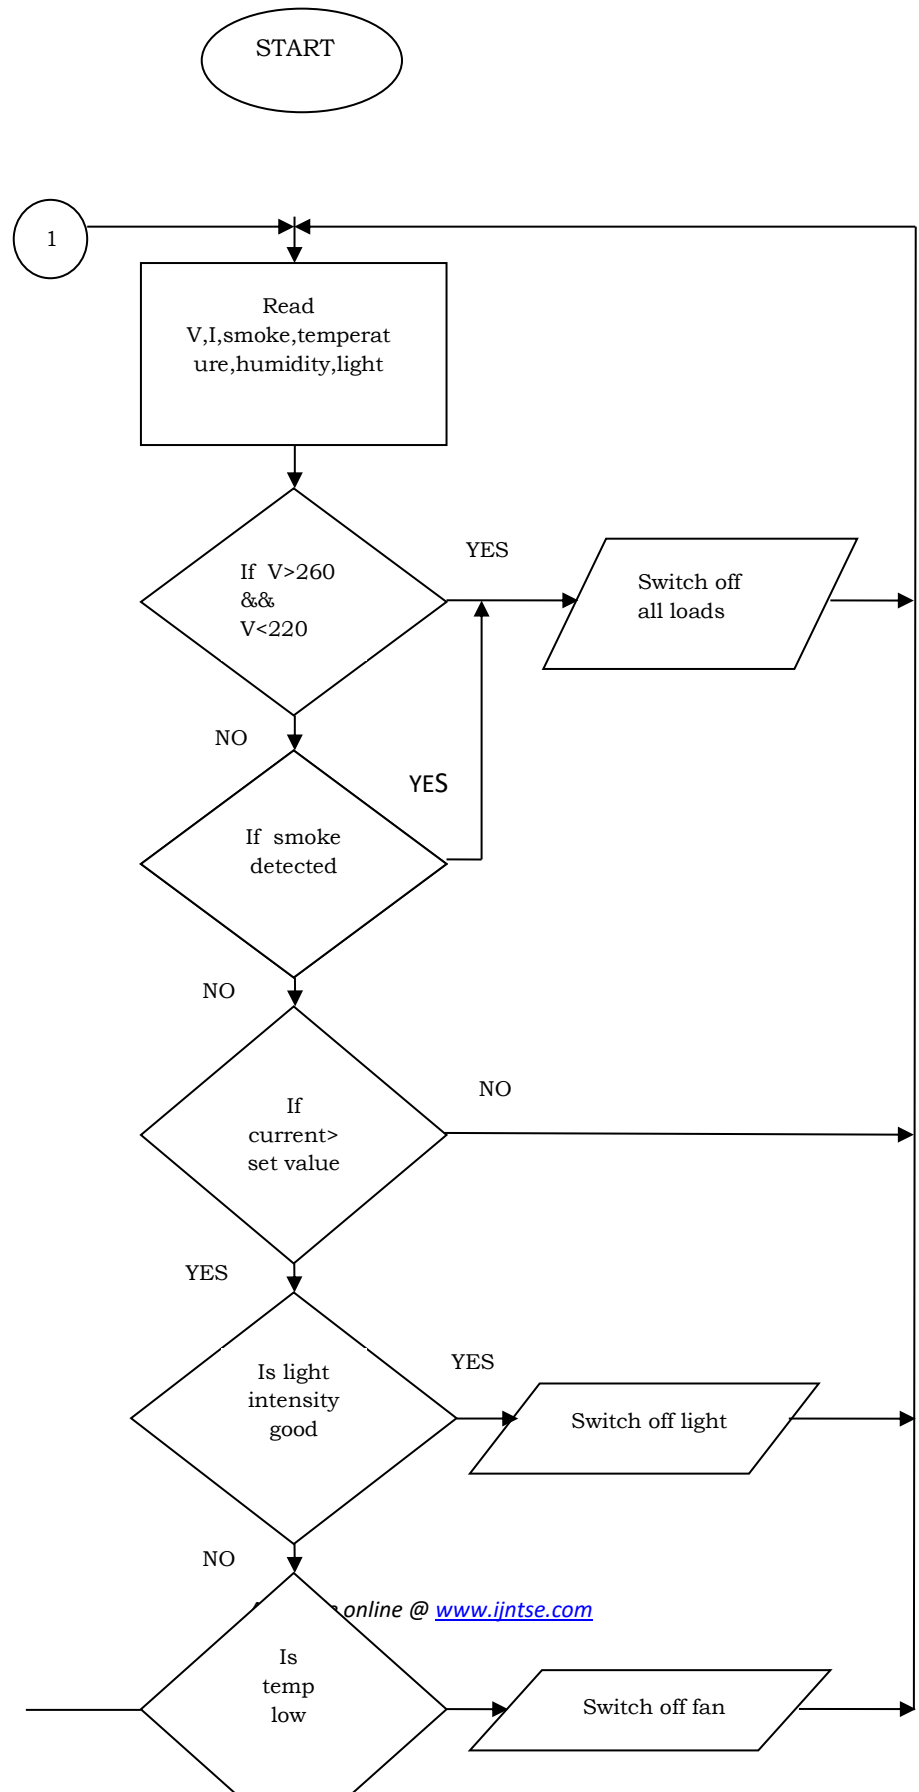 START
1
Read
V,I,smoke,temperat
ure,humidity,light
If V>260
&&
V<220
YES
Switch off
all loads
NO
YES
If smoke
detected
NO
If
current>
set value
NO
YES
Is light
intensity
good
YES
Switch off light
NO
online @ www.ijntse.com
Is
temp
low
Switch off fan